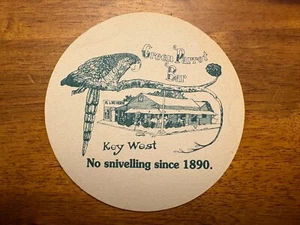 Green Parrot
Bar
Key West
No snivelling since 1890.